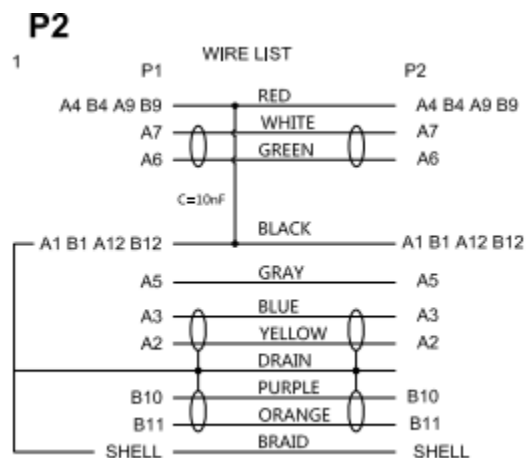 P2
1
WIRE LIST
P1 P2
A4 B4 A9 B9 RED A4 B4 A9 B9
A7 WHITE A7
A6 GREEN A6
C=10nF
A1 B1 A12 B12 BLACK A1 B1 A12 B12
A5 GRAY A5
A3 BLUE A3
A2 YELLOW A2
DRAIN
B10 PURPLE B10
B11 ORANGE B11
SHELL BRAID SHELL